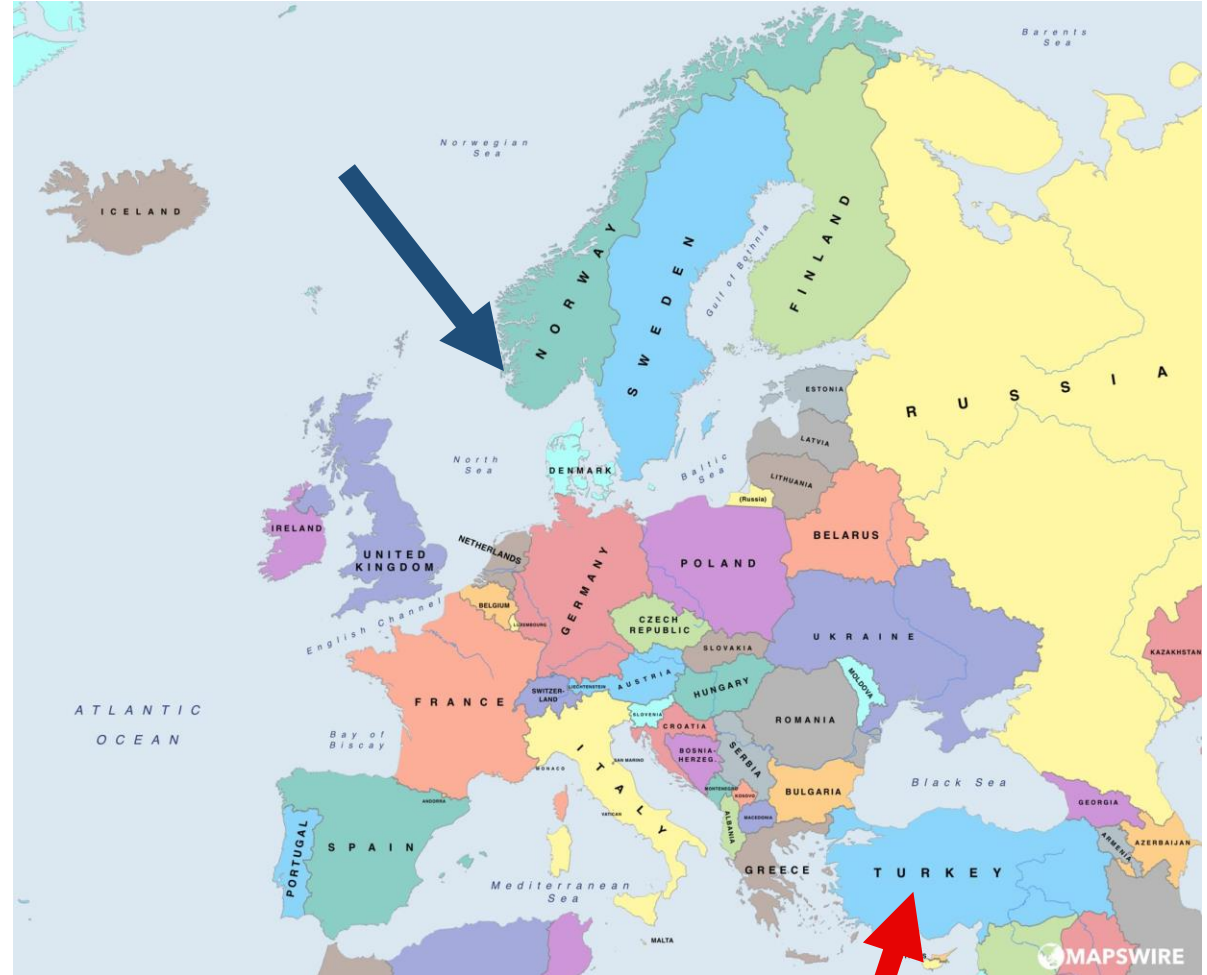 Barents
Sea
Norwegian
Sea
ICELAND
NORWAY
SWEDEN
FINLAND
Gulf of Bothnia
RUSSIA
ESTONIA
LATVIA
LITHUANIA
(Russia)
Baltic
Sea
North
Sea
DENMARK
IRELAND
UNITED
KINGDOM
NETHERLANDS
BELGIUM
LUXEMBOURG
GERMANY
POLAND
BELARUS
English Channel
CZECH
REPUBLIC
SLOVAKIA
UKRAINE
KAZAKHSTAN
MOLDOVA
ATLANTIC
OCEAN
Bay of
Biscay
FRANCE
SWITZER-
LAND
LIECHTENSTEIN
AUSTRIA
HUNGARY
SLOVENIA
CROATIA
ROMANIA
BOSNIA-
HERZEG.
SERBIA
ITALY
SAN MARINO
MONACO
MONTENEGRO
KOSOVO
BULGARIA
Black Sea
GEORGIA
ANDORRA
VATICAN
ALBANIA
MACEDONIA
ARMENIA
AZERBAIJAN
PORTUGAL
SPAIN
GREECE
TURKEY
Mediterranean
Sea
MALTA
MAPSWIRE